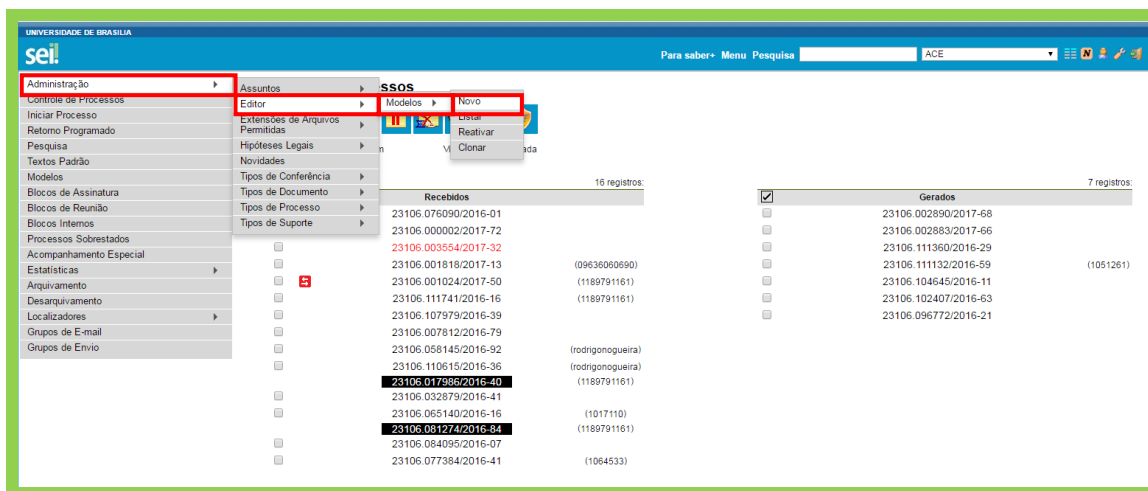 UNIVERSIDADE DE BRASILIA
sei!
Para saber+ Menu Pesquisa ACE
Administração
Controle de Processos
Iniciar Processo
Retorno Programado
Pesquisa
Textos Padrão
Modelos
Blocos de Assinatura
Blocos de Reunião
Blocos Internos
Processos Sobrestados
Acompanhamento Especial
Estatísticas
Arquivamento
Desarquivamento
Localizadores
Grupos de E-mail
Grupos de Envio
Assuntos
Editor
Extensões de Arquivos
Permitidas
Hipóteses Legais
Novidades
Tipos de Conferência
Tipos de Documento
Tipos de Processo
Tipos de Suporte
Modelos
Novo
Listar
Reativar
Clonar
16 registros:
Recebidos
23106.076090/2016-01
23106.000002/2017-72
23106.003554/2017-32
23106.001818/2017-13 (09636060690)
23106.001024/2017-50 (1189791161)
23106.111741/2016-16 (1189791161)
23106.107979/2016-39
23106.007812/2016-79
23106.058145/2016-92 (rodrigonogueira)
23106.110615/2016-36 (rodrigonogueira)
23106.017986/2016-40 (1189791161)
23106.032879/2016-41
23106.065140/2016-16 (1017110)
23106.081274/2016-84 (1189791161)
23106.084095/2016-07
23106.077384/2016-41 (1064533)
7 registros:
Gerados
23106.002890/2017-68
23106.002883/2017-66
23106.111360/2016-29
23106.111132/2016-59 (1051261)
23106.104645/2016-11
23106.102407/2016-63
23106.096772/2016-21